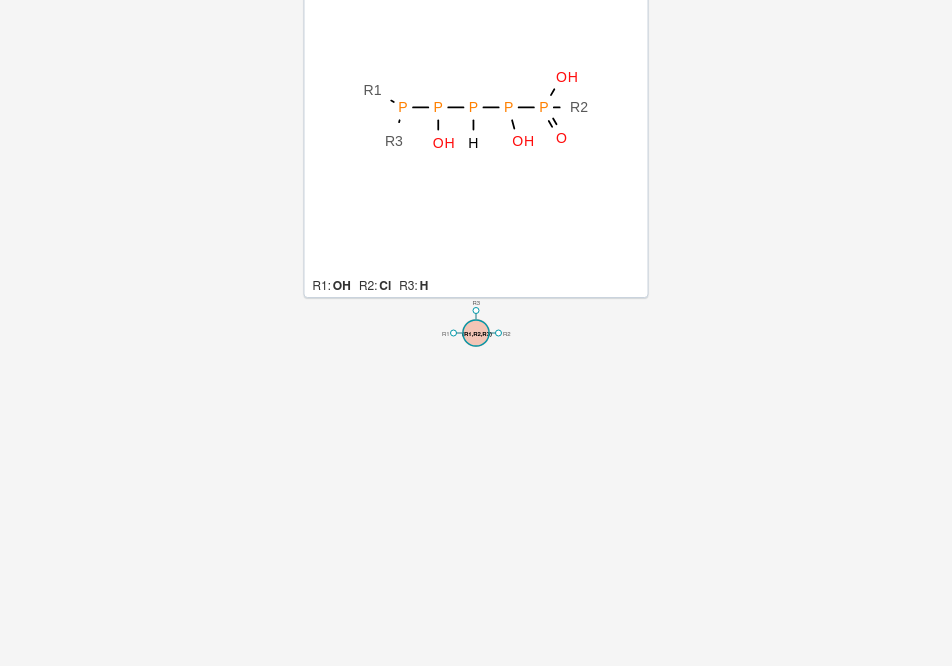 OH
R1
P P P P P R2
R3 OH H OH O
R1: OH R2: Cl R3: H
R3
R1 R1,R2,R3 R2